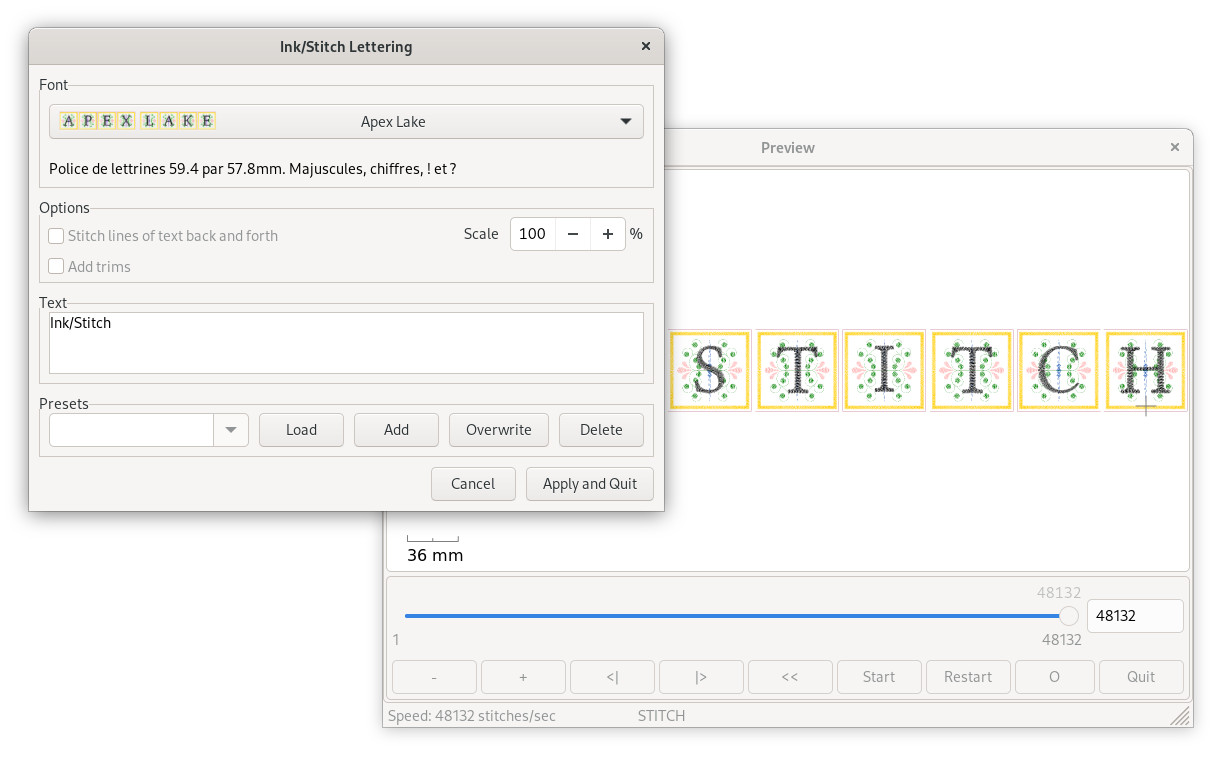 Ink/Stitch Lettering
×
Font
APEX LAKE
Apex Lake
Police de lettrines 59.4 par 57.8mm. Majuscules, chiffres, ! et ?
Options
Stitch lines of text back and forth
Scale 100 − + %
Add trims
Text
Ink/Stitch
Presets
Load Add Overwrite Delete
Cancel Apply and Quit
Preview ×
STITCH
36 mm
48132
48132
1 48132
- + <| |> << Start Restart O Quit
Speed: 48132 stitches/sec STITCH